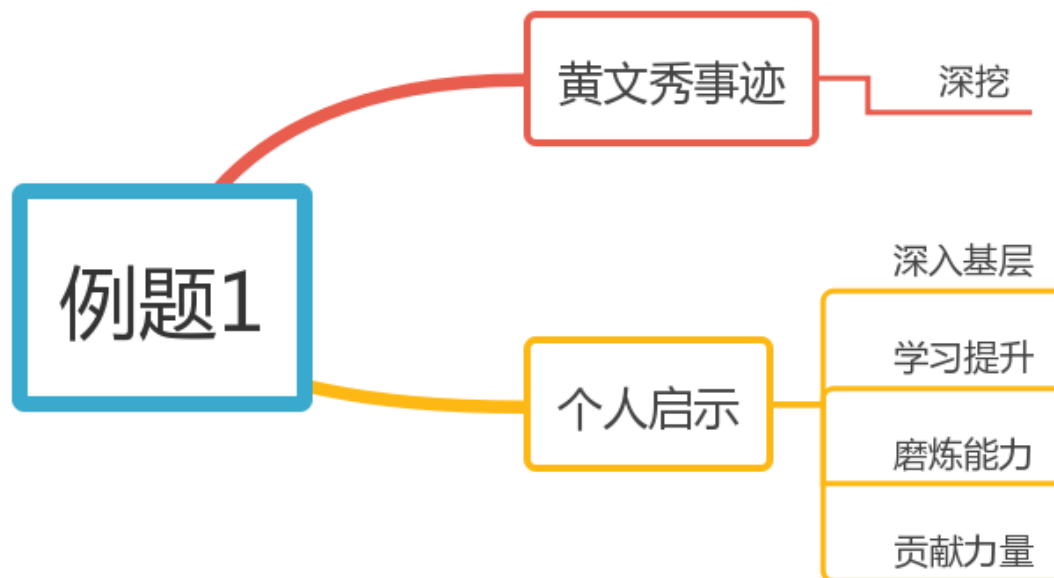 例题1
黄文秀事迹
深挖
个人启示
深入基层
学习提升
磨炼能力
贡献力量